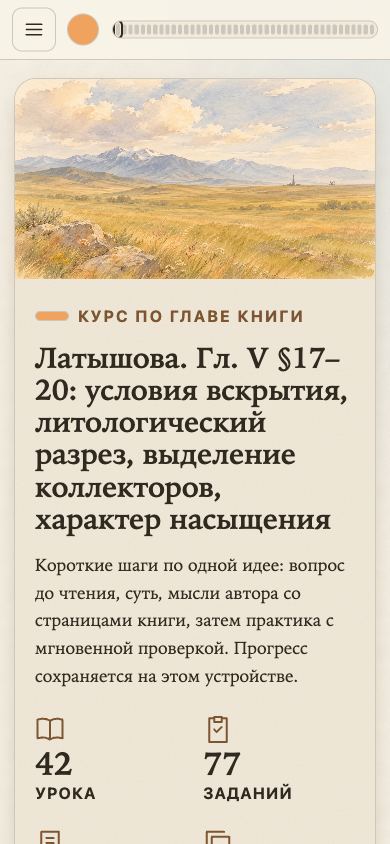 КУРС ПО ГЛАВЕ КНИГИ
Латышова. Гл. V §17–
20: условия вскрытия,
литологический
разрез, выделение
коллекторов,
характер насыщения
Короткие шаги по одной идее: вопрос
до чтения, суть, мысли автора со
страницами книги, затем практика с
мгновенной проверкой. Прогресс
сохраняется на этом устройстве.
42
УРОКА
77
ЗАДАНИЙ